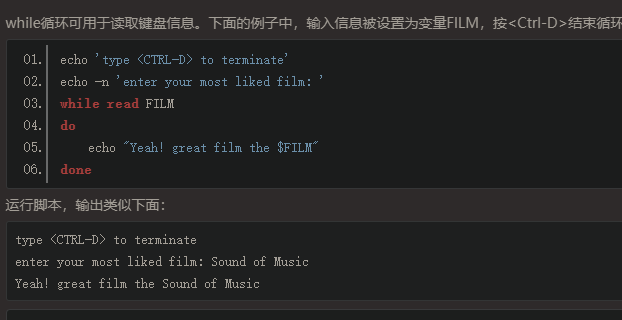 while循环可用于读取键盘信息。下面的例子中，输入信息被设置为变量FILM，按<Ctrl-D>结束循环
01. echo 'type <CTRL-D> to terminate'
02. echo -n 'enter your most liked film: '
03. while read FILM
04. do
05.     echo "Yeah! great film the $FILM"
06. done
运行脚本，输出类似下面：
type <CTRL-D> to terminate
enter your most liked film: Sound of Music
Yeah! great film the Sound of Music